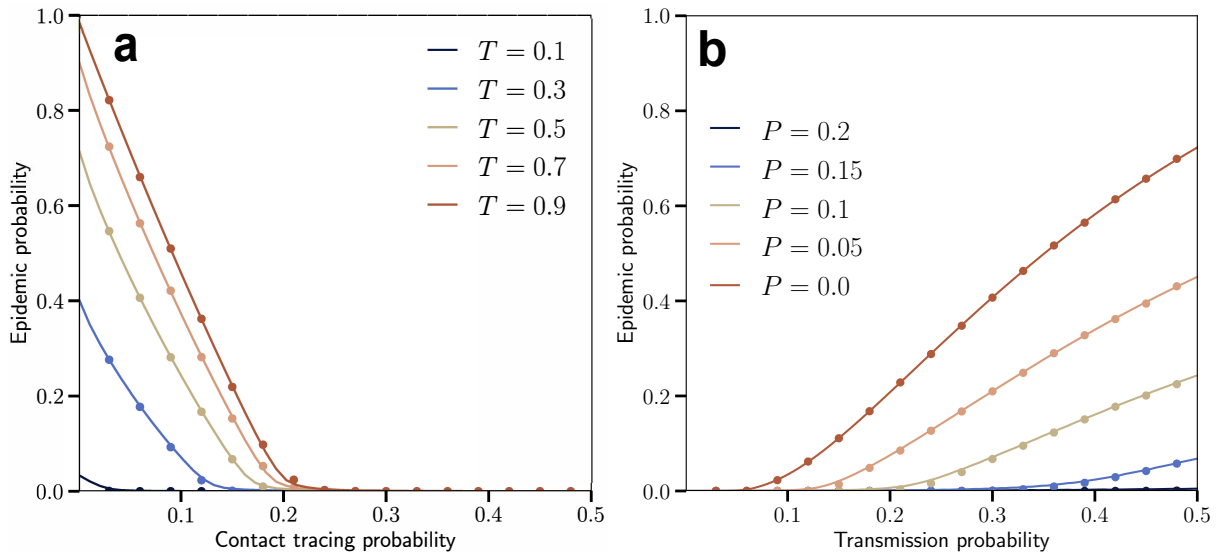 a
T = 0.1
T = 0.3
T = 0.5
T = 0.7
T = 0.9
1.0
0.8
0.6
0.4
0.2
0.0
0.1
0.2
0.3
0.4
0.5
Epidemic probability
Contact tracing probability
b
P = 0.2
P = 0.15
P = 0.1
P = 0.05
P = 0.0
1.0
0.8
0.6
0.4
0.2
0.0
0.1
0.2
0.3
0.4
0.5
Epidemic probability
Transmission probability